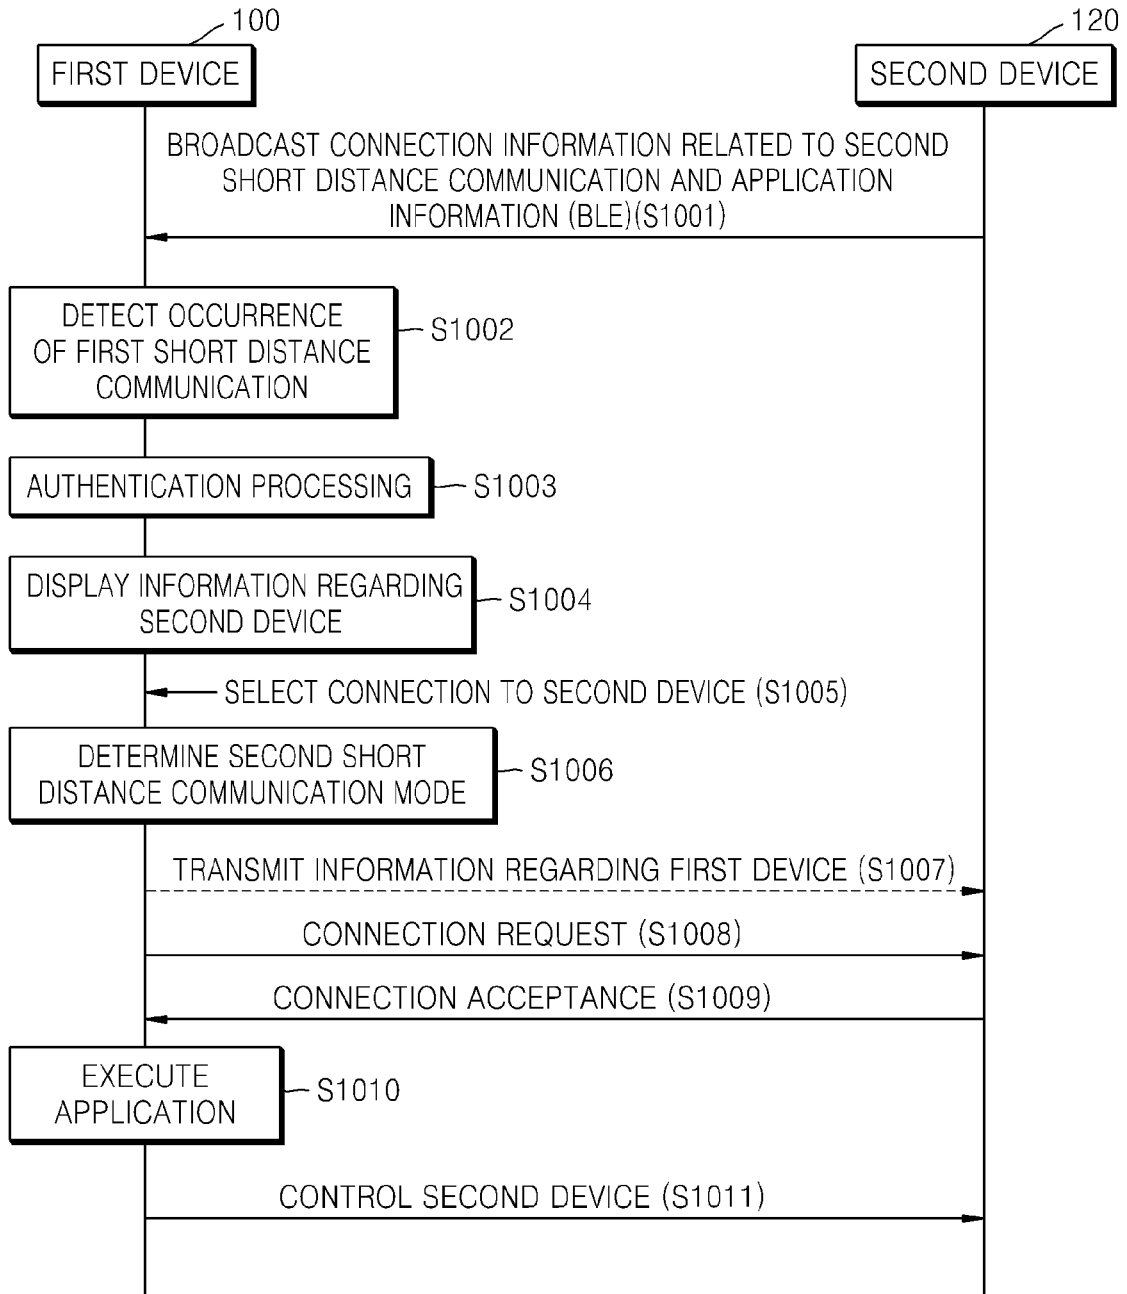 100
120
FIRST DEVICE
SECOND DEVICE
BROADCAST CONNECTION INFORMATION RELATED TO SECOND
SHORT DISTANCE COMMUNICATION AND APPLICATION
INFORMATION (BLE)(S1001)
DETECT OCCURRENCE
OF FIRST SHORT DISTANCE
COMMUNICATION
S1002
AUTHENTICATION PROCESSING
S1003
DISPLAY INFORMATION REGARDING
SECOND DEVICE
S1004
SELECT CONNECTION TO SECOND DEVICE (S1005)
DETERMINE SECOND SHORT
DISTANCE COMMUNICATION MODE
S1006
TRANSMIT INFORMATION REGARDING FIRST DEVICE (S1007)
CONNECTION REQUEST (S1008)
CONNECTION ACCEPTANCE (S1009)
EXECUTE
APPLICATION
S1010
CONTROL SECOND DEVICE (S1011)